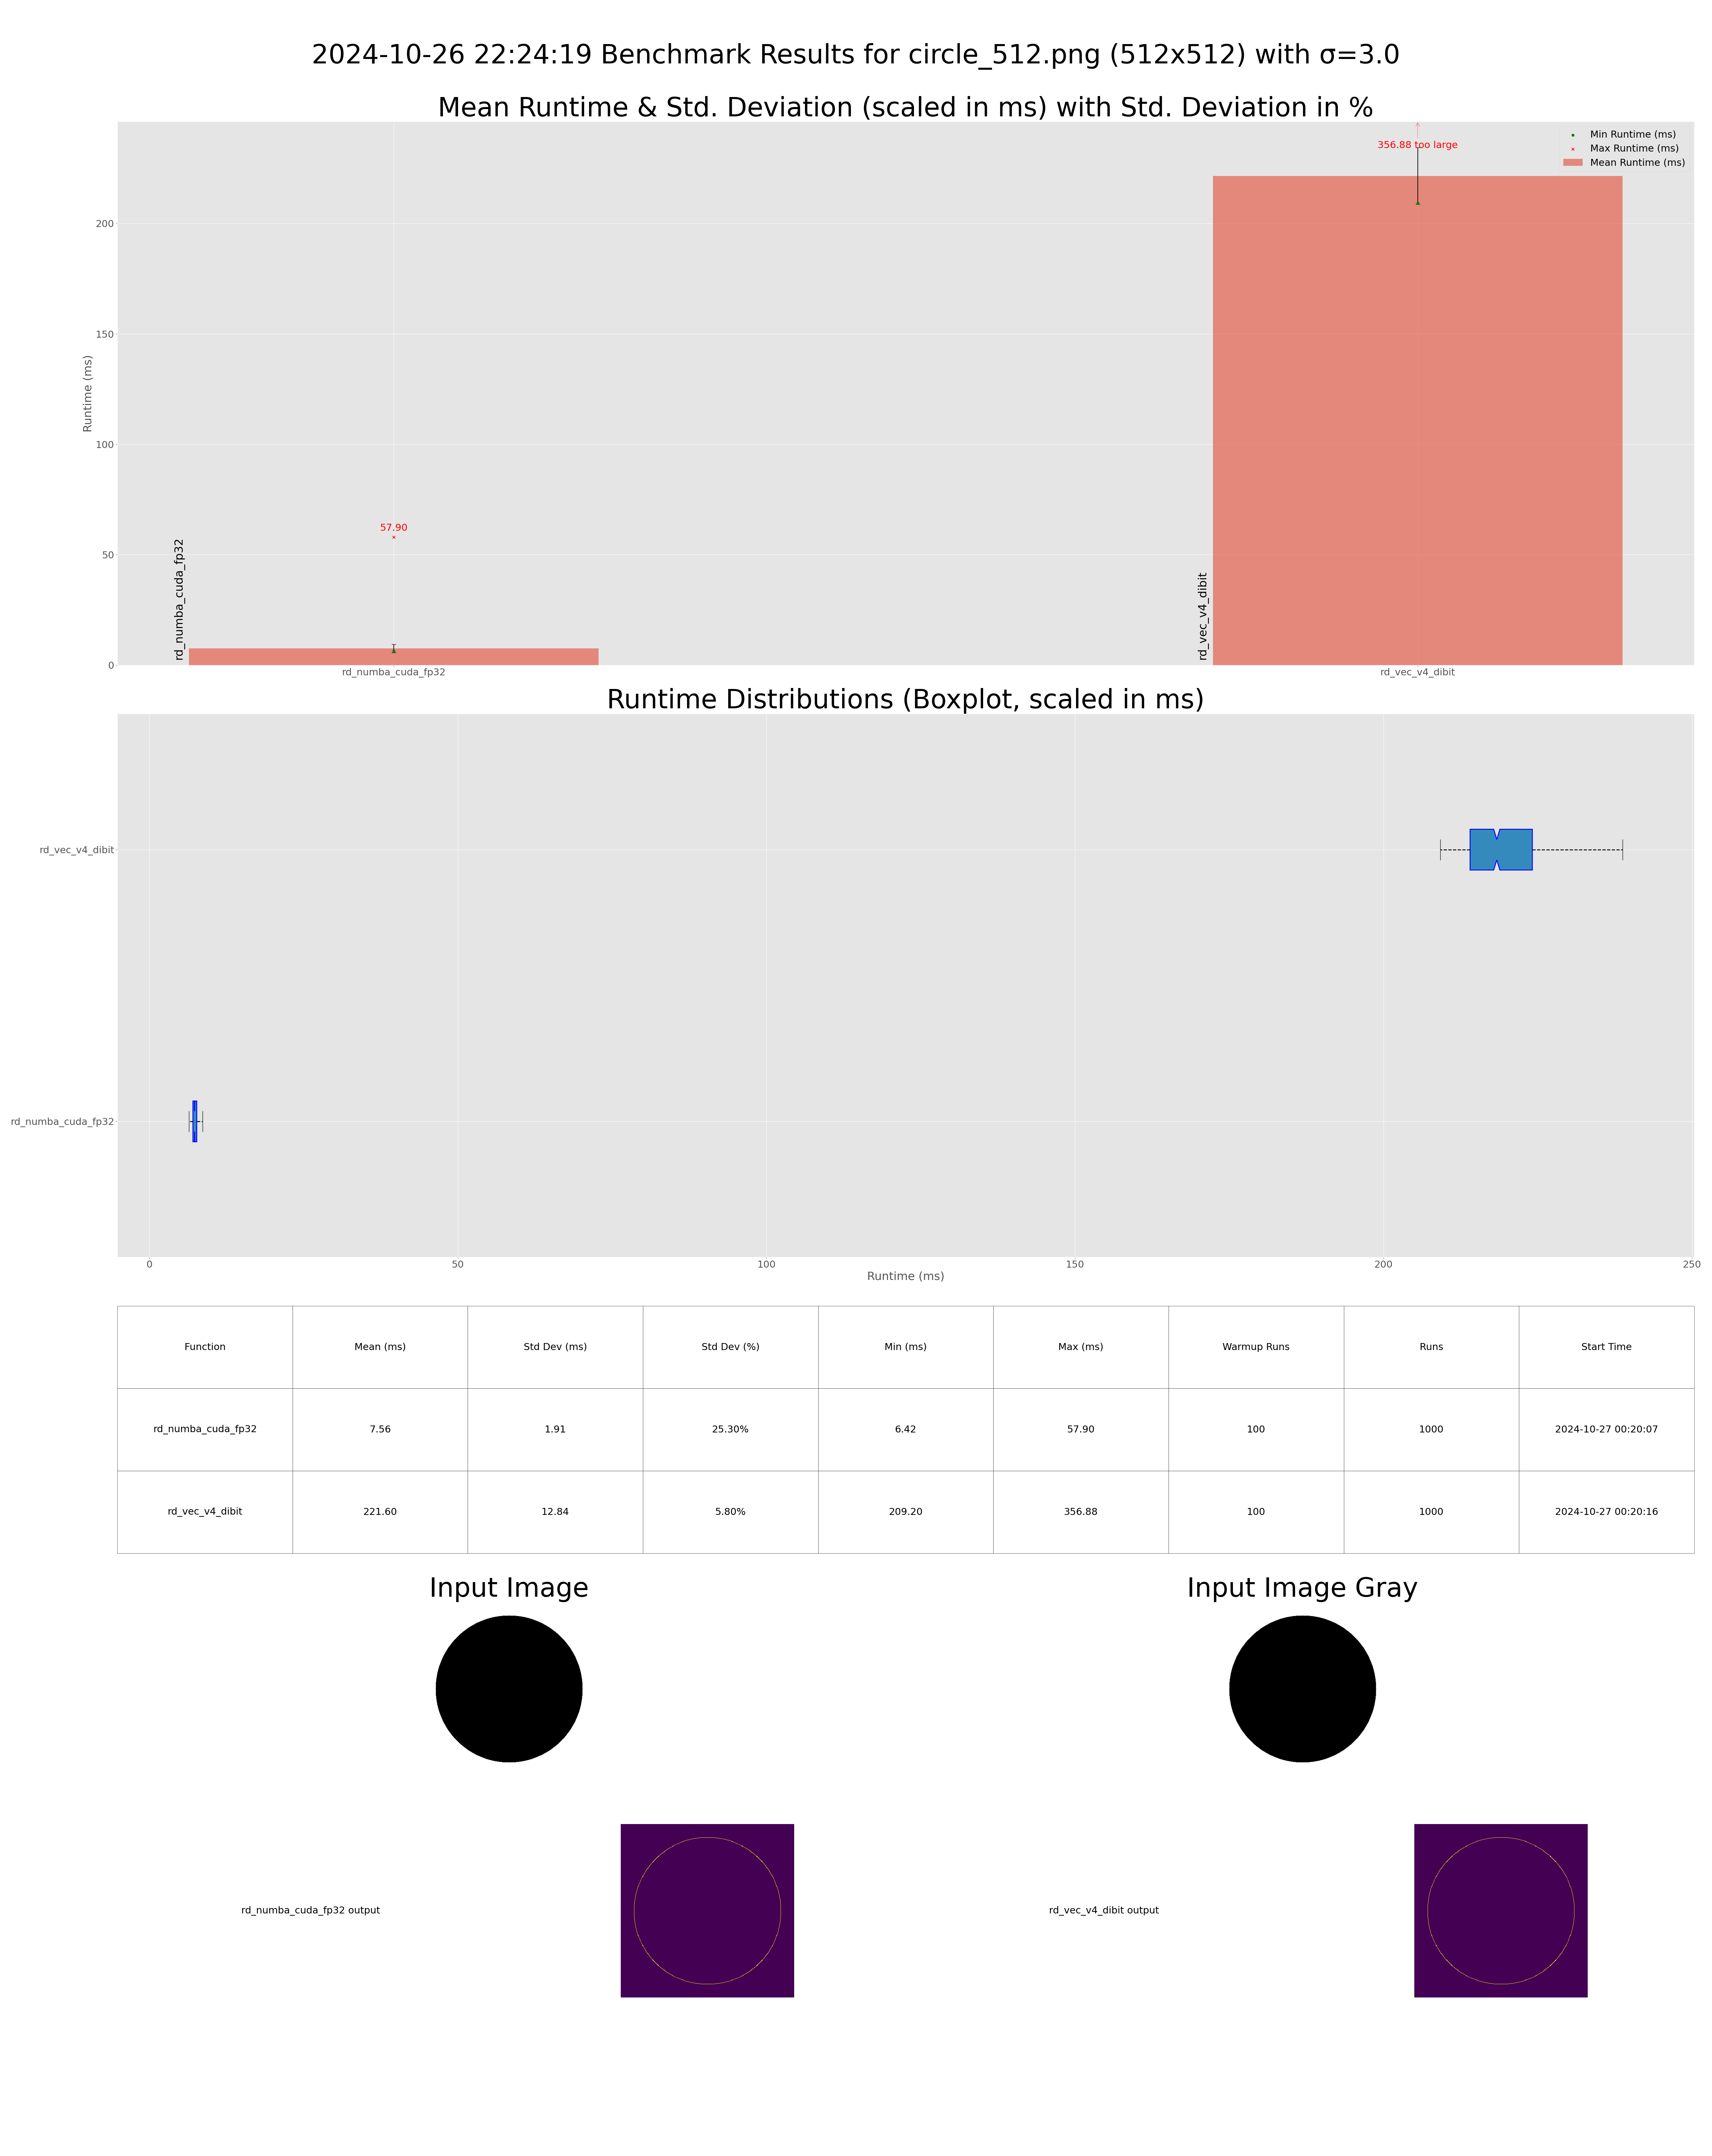 2024-10-26 22:24:19 Benchmark Results for circle_512.png (512x512) with σ=3.0
Mean Runtime & Std. Deviation (scaled in ms) with Std. Deviation in %
356.88 too large
Min Runtime (ms)
Max Runtime (ms)
Mean Runtime (ms)
200
150
100
50
0
Runtime (ms)
57.90
rd_numba_cuda_fp32
rd_vec_v4_dibit
rd_numba_cuda_fp32
rd_vec_v4_dibit
Runtime Distributions (Boxplot, scaled in ms)
rd_vec_v4_dibit
rd_numba_cuda_fp32
0 50 100 150 200 250
Runtime (ms)
Function Mean (ms) Std Dev (ms) Std Dev (%) Min (ms) Max (ms) Warmup Runs Runs Start Time
rd_numba_cuda_fp32 7.56 1.91 25.30% 6.42 57.90 100 1000 2024-10-27 00:20:07
rd_vec_v4_dibit 221.60 12.84 5.80% 209.20 356.88 100 1000 2024-10-27 00:20:16
Input Image
Input Image Gray
rd_numba_cuda_fp32 output
rd_vec_v4_dibit output